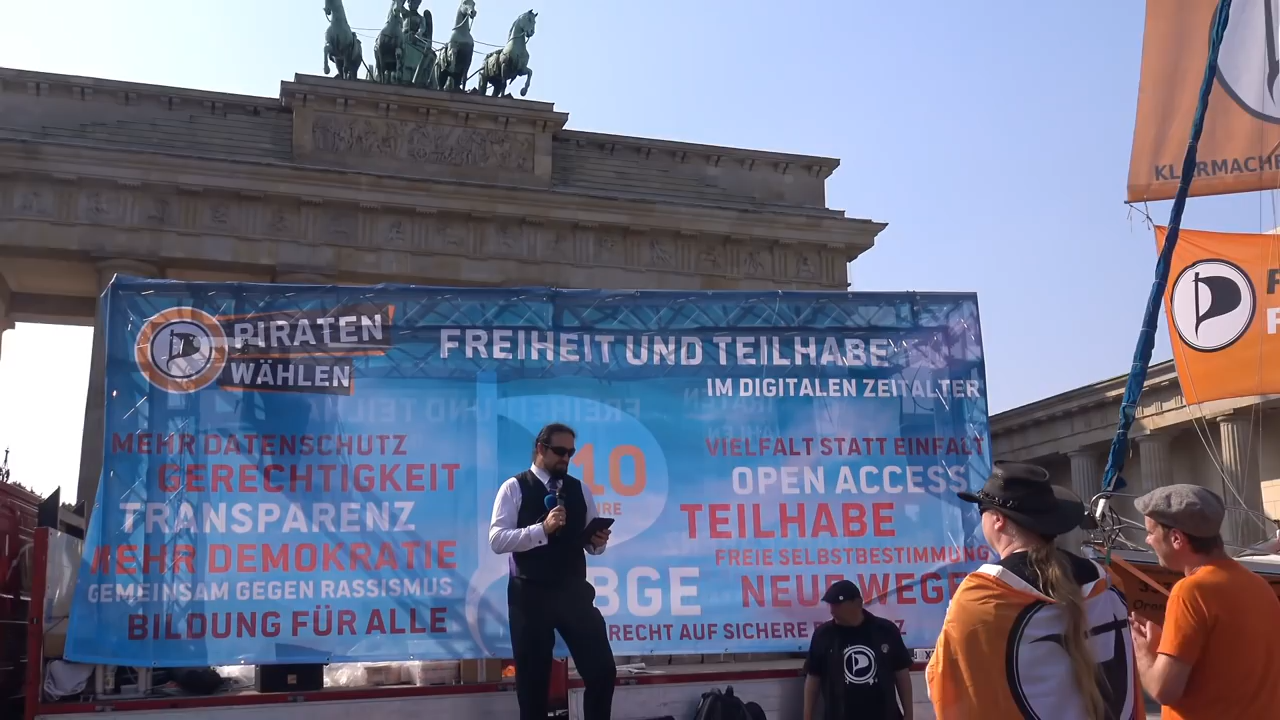 KLARMACHE
PIRATEN
WÄHLEN
FREIHEIT UND TEILHABE
IM DIGITALEN ZEITALTER
MEHR DATENSCHUTZ
GERECHTIGKEIT
TRANSPARENZ
MEHR DEMOKRATIE
GEMEINSAM GEGEN RASSISMUS
BILDUNG FÜR ALLE
10
BGE
VIELFALT STATT EINFALT
OPEN ACCESS
TEILHABE
FREIE SELBSTBESTIMMUNG
NEUE WEGE
RECHT AUF SICHERE